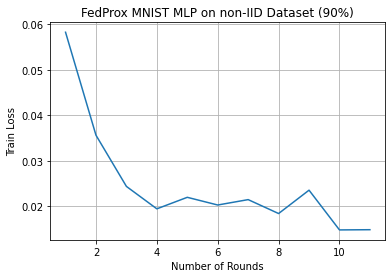 FedProx MNIST MLP on non-IID Dataset (90%)
0.06
0.05
0.04
0.03
0.02
Train Loss
2 4 6 8 10
Number of Rounds